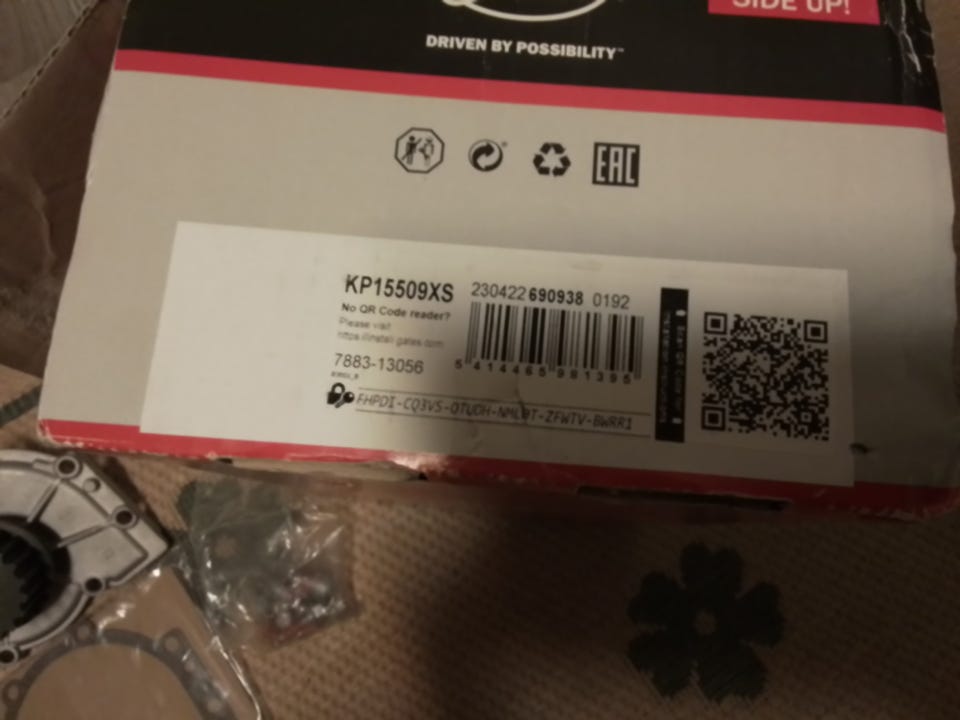 SIDE UP!
DRIVEN BY POSSIBILITY™
EAC
KP15509XS
230422 690938 0192
No QR Code reader?
Please visit
https://install.gates.com
7883-13056
5 414465 981395